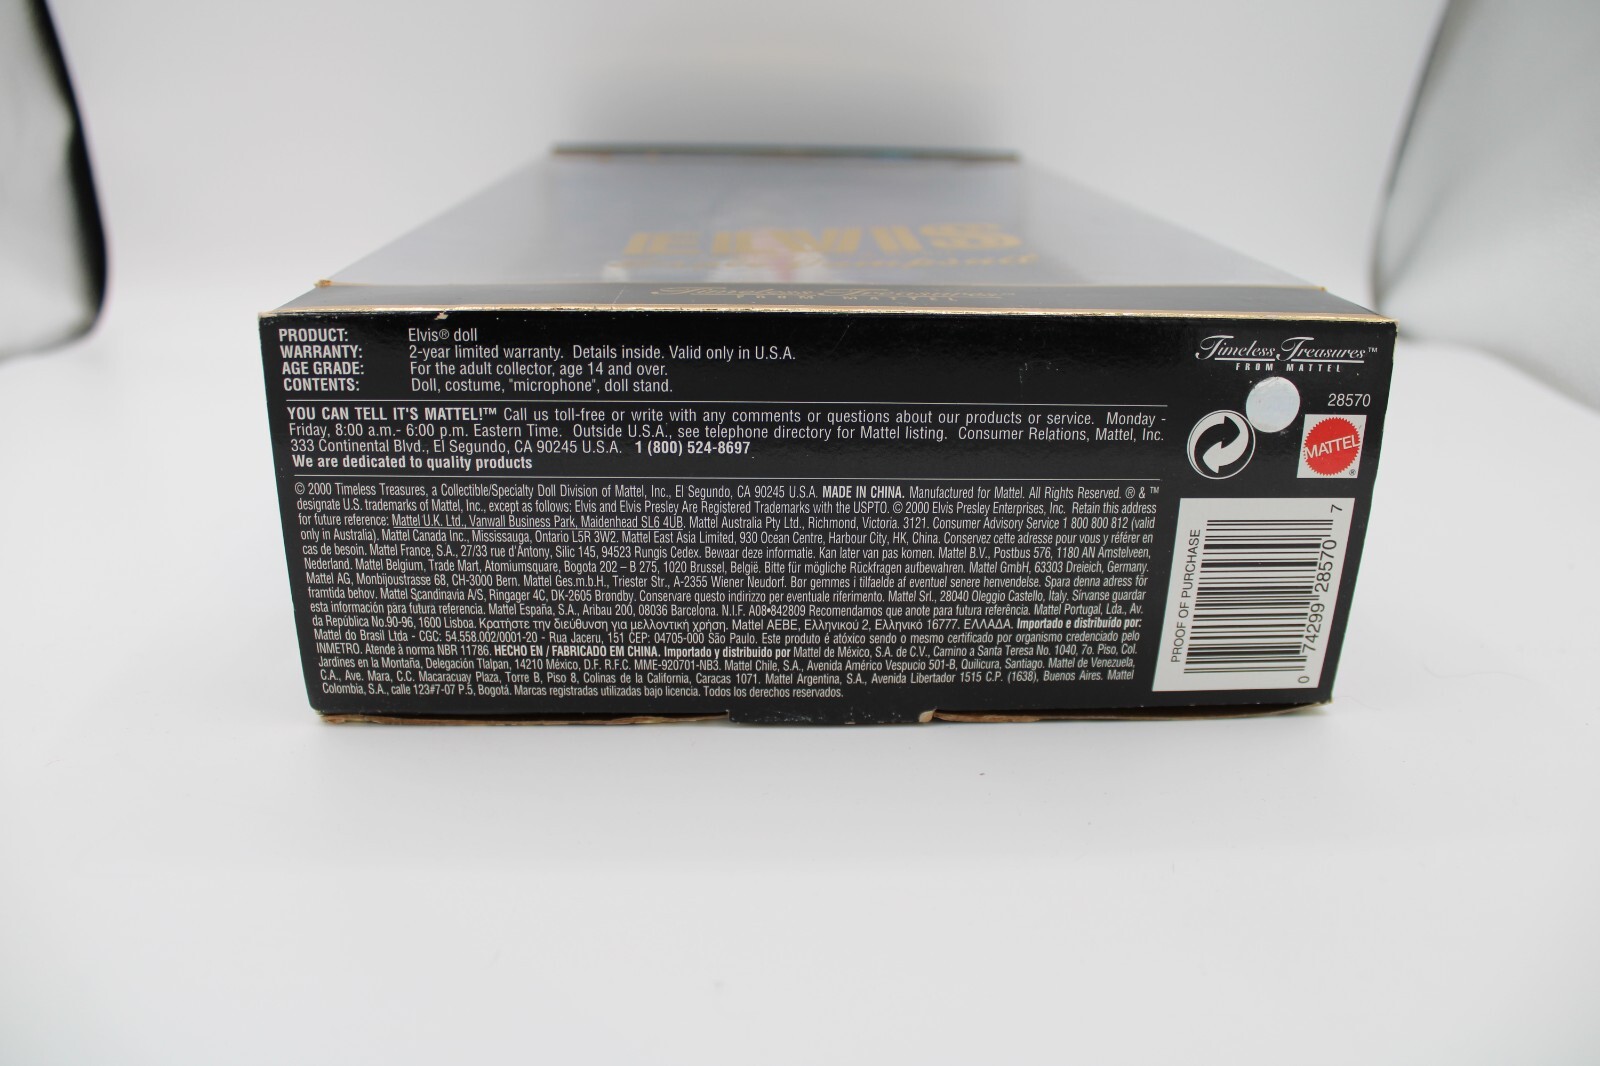 ELVIS
Timeless Treasures
FROM MATTEL
PRODUCT: Elvis® doll
WARRANTY: 2-year limited warranty. Details inside. Valid only in U.S.A.
AGE GRADE: For the adult collector, age 14 and over.
CONTENTS: Doll, costume, "microphone", doll stand.
YOU CAN TELL IT'S MATTEL!™ Call us toll-free or write with any comments or questions about our products or service. Monday -
Friday, 8:00 a.m.- 6:00 p.m. Eastern Time. Outside U.S.A., see telephone directory for Mattel listing. Consumer Relations, Mattel, Inc.
333 Continental Blvd., El Segundo, CA 90245 U.S.A. 1 (800) 524-8697
We are dedicated to quality products
© 2000 Timeless Treasures, a Collectible/Specialty Doll Division of Mattel, Inc., El Segundo, CA 90245 U.S.A. MADE IN CHINA. Manufactured for Mattel. All Rights Reserved. ® & ™
designate U.S. trademarks of Mattel, Inc., except as follows: Elvis and Elvis Presley Are Registered Trademarks with the USPTO. © 2000 Elvis Presley Enterprises, Inc. Retain this address
for future reference: Mattel U.K. Ltd., Vanwall Business Park, Maidenhead SL6 4UB. Mattel Australia Pty Ltd., Richmond, Victoria. 3121. Consumer Advisory Service 1 800 800 812 (valid
only in Australia). Mattel Canada Inc., Mississauga, Ontario L5R 3W2. Mattel East Asia Limited, 930 Ocean Centre, Harbour City, HK, China. Conservez cette adresse pour vous y référer en
cas de besoin. Mattel France, S.A., 27/33 rue d'Antony, Silic 145, 94523 Rungis Cedex. Bewaar deze informatie. Kan later van pas komen. Mattel B.V., Postbus 576, 1180 AN Amstelveen,
Nederland. Mattel Belgium, Trade Mart, Atomiumsquare, Bogota 202 – B 275, 1020 Brussel, België. Bitte für mögliche Rückfragen aufbewahren. Mattel GmbH, 63303 Dreieich, Germany.
Mattel AG, Monbijoustrasse 68, CH-3000 Bern. Mattel Ges.m.b.H., Triester Str., A-2355 Wiener Neudorf. Bør gemmes i tilfaelde af eventuel senere henvendelse. Spara denna adress för
framtida behov. Mattel Scandinavia A/S, Ringager 4C, DK-2605 Brøndby. Conservare questo indirizzo per eventuale riferimento. Mattel Srl., 28040 Oleggio Castello, Italy. Sírvanse guardar
esta información para futura referencia. Mattel España, S.A., Aribau 200, 08036 Barcelona. N.I.F. A08•842809 Recomendamos que anote para futura referência. Mattel Portugal, Lda., Av.
da República No.90-96, 1600 Lisboa. Κρατήστε την διεύθυνση για μελλοντική χρήση. Mattel AEBE, Ελληνικού 2, Ελληνικό 16777. ΕΛΛΑΔΑ. Importado e distribuido por:
Mattel do Brasil Ltda - CGC: 54.558.002/0001-20 - Rua Jaceru, 151 CEP: 04705-000 São Paulo. Este produto é atóxico sendo o mesmo certificado por organismo credenciado pelo
INMETRO. Atende à norma NBR 11786. HECHO EN / FABRICADO EM CHINA. Importado y distribuido por Mattel de México, S.A. de C.V., Camino a Santa Teresa No. 1040, 7o. Piso, Col.
Jardines en la Montaña, Delegación Tlalpan, 14210 México, D.F. R.F.C. MME-920701-NB3. Mattel Chile, S.A., Avenida Américo Vespucio 501-B, Quilicura, Santiago. Mattel de Venezuela,
C.A., Ave. Mara, C.C. Macaracuay Plaza, Torre B, Piso 8, Colinas de la California, Caracas 1071. Mattel Argentina, S.A., Avenida Libertador 1515 C.P. (1638), Buenos Aires. Mattel
Colombia, S.A., calle 123#7-07 P.5, Bogotá. Marcas registradas utilizadas bajo licencia. Todos los derechos reservados.
Timeless Treasures™
FROM MATTEL
28570
MATTEL®
PROOF OF PURCHASE
0 74299 28570 7